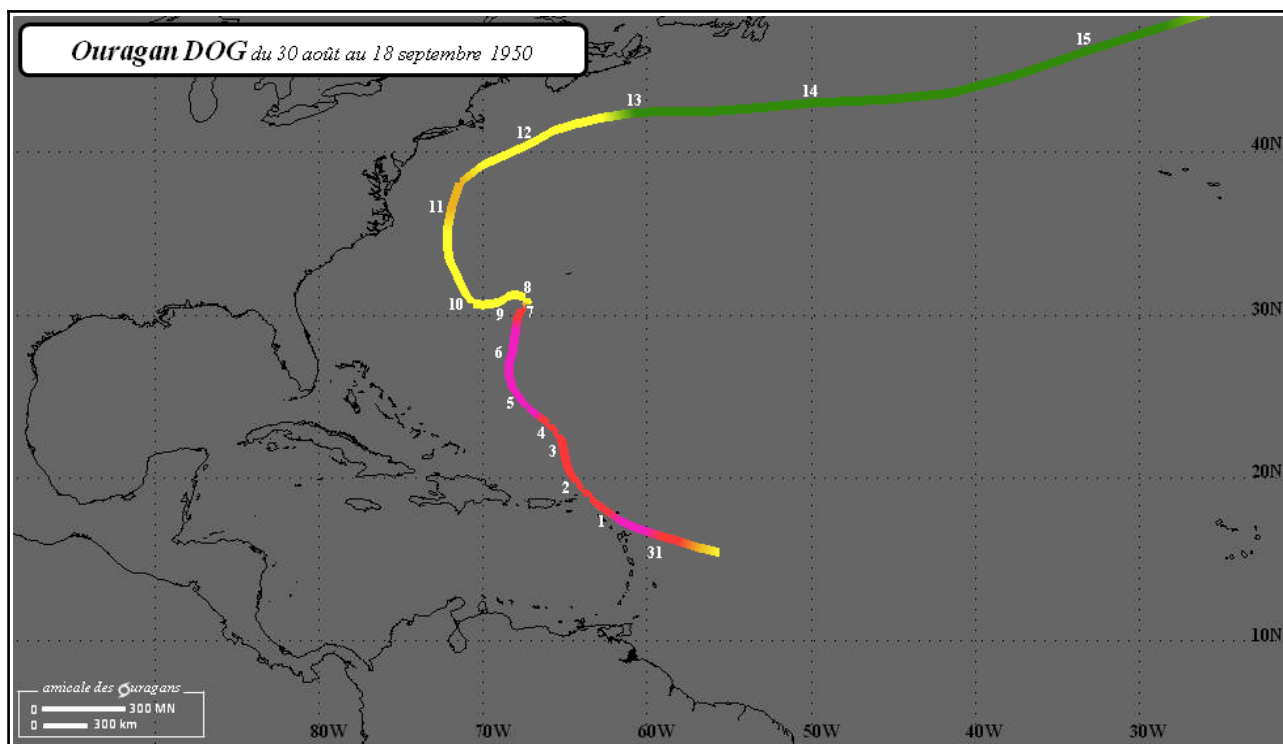 Ouragan DOG du 30 août au 18 septembre 1950
15
14
13
12
40N
11
8
10
9
7
30N
6
5
4
3
2
20N
1
31
10N
amicale des Ouragans
0 300 MN
0 300 km
80W 70W 60W 50W 40W 30W